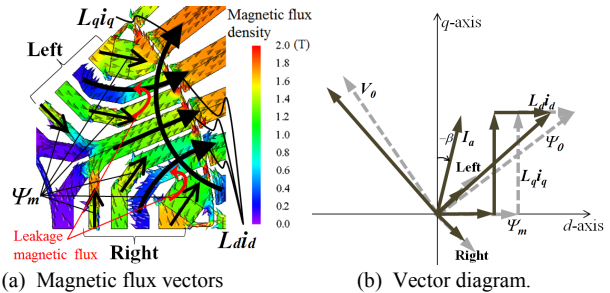 Lqiq
Magnetic flux
density
Left
2.0 (T)
1.8
1.6
1.4
1.2
1.0
0.8
0.6
0.4
0.2
0.0
Ψm
Leakage
magnetic flux
Right
Ldid
(a) Magnetic flux vectors
q-axis
V0
Ldid
Ia
−β
Ψ0
Left
Lqiq
Ψm
d-axis
Right
(b) Vector diagram.